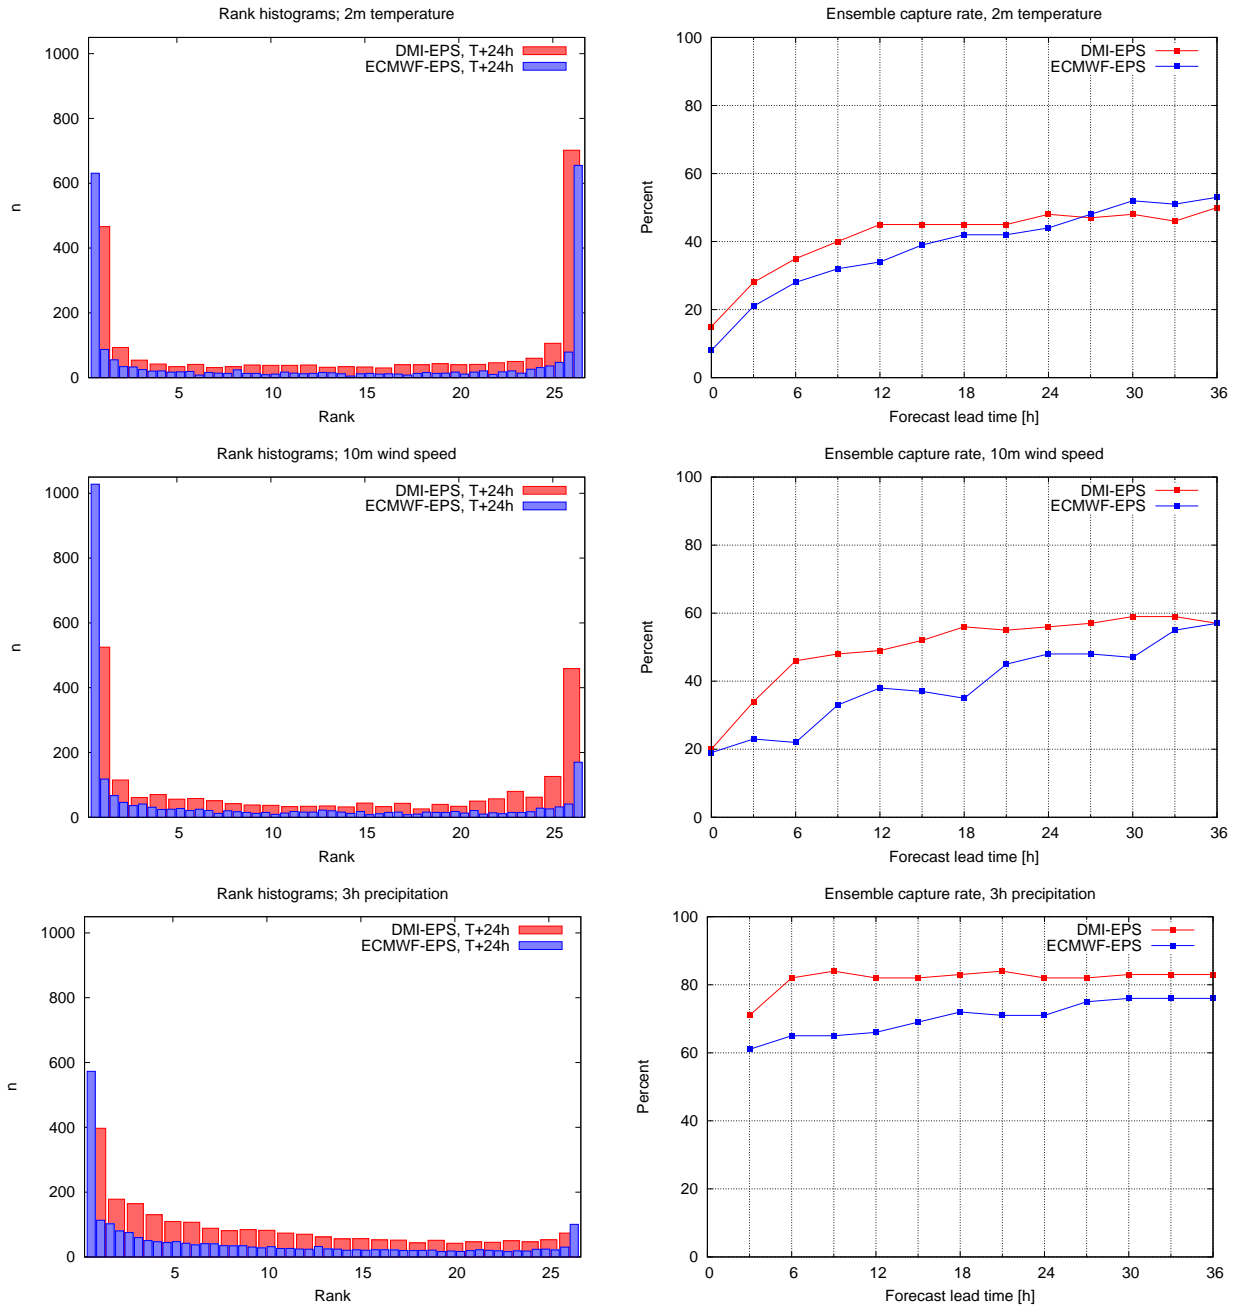 Rank histograms; 2m temperature
n
1000
800
600
400
200
0
5
10
15
20
25
Rank
DMI-EPS, T+24h
ECMWF-EPS, T+24h
Ensemble capture rate, 2m temperature
Percent
100
80
60
40
20
0
0
6
12
18
24
30
36
Forecast lead time [h]
DMI-EPS
ECMWF-EPS
Rank histograms; 10m wind speed
n
1000
800
600
400
200
0
5
10
15
20
25
Rank
DMI-EPS, T+24h
ECMWF-EPS, T+24h
Ensemble capture rate, 10m wind speed
Percent
100
80
60
40
20
0
0
6
12
18
24
30
36
Forecast lead time [h]
DMI-EPS
ECMWF-EPS
Rank histograms; 3h precipitation
n
1000
800
600
400
200
0
5
10
15
20
25
Rank
DMI-EPS, T+24h
ECMWF-EPS, T+24h
Ensemble capture rate, 3h precipitation
Percent
100
80
60
40
20
0
0
6
12
18
24
30
36
Forecast lead time [h]
DMI-EPS
ECMWF-EPS